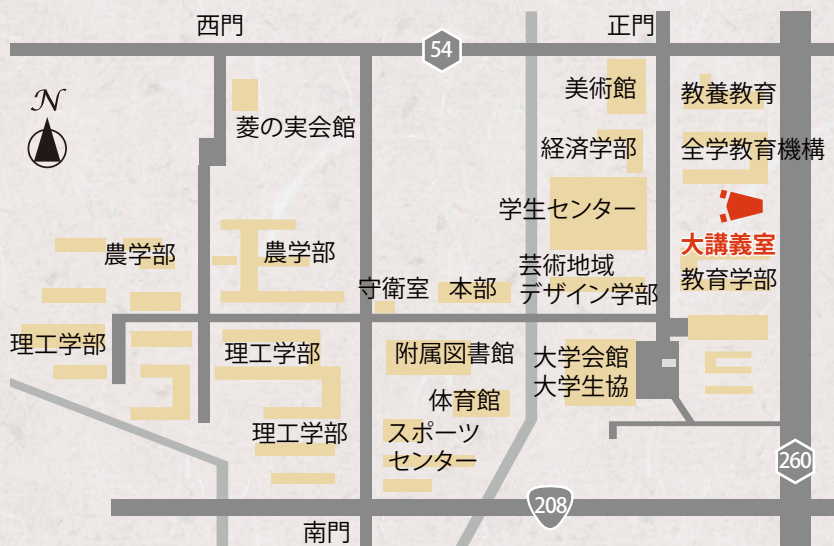 西門
正門
54
N
美術館
教養教育
菱の実会館
経済学部
全学教育機構
学生センター
大講義室
農学部
農学部
芸術地域
デザイン学部
教育学部
守衛室
本部
理工学部
理工学部
附属図書館
大学会館
大学生協
体育館
理工学部
スポーツ
センター
260
208
南門